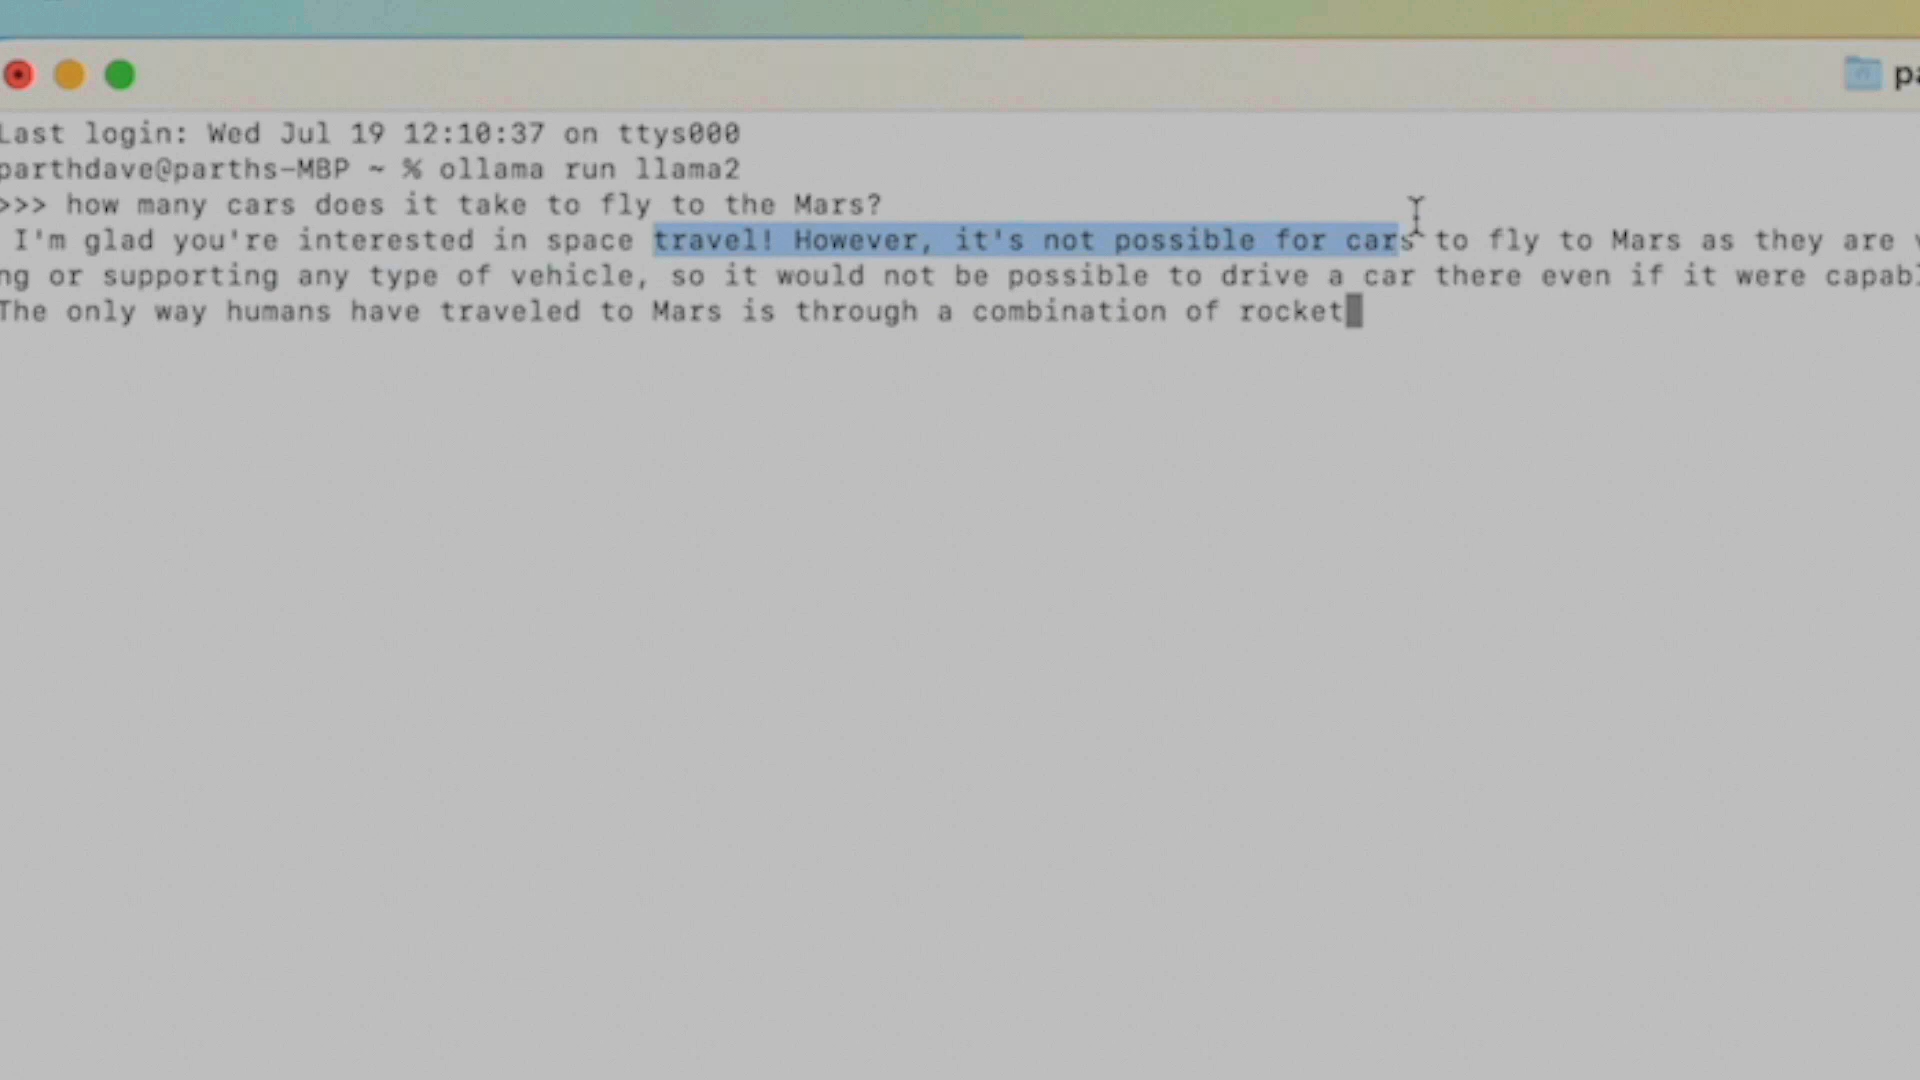 Last login: Wed Jul 19 12:10:37 on ttys000
parthdave@parths-MBP ~ % ollama run llama2
>>> how many cars does it take to fly to the Mars?
I'm glad you're interested in space travel! However, it's not possible for cars to fly to Mars as they are
ng or supporting any type of vehicle, so it would not be possible to drive a car there even if it were capabl
The only way humans have traveled to Mars is through a combination of rocket